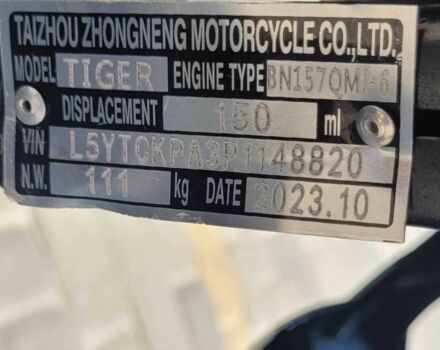 TAIZHOU ZHONGNENG MOTORCYCLE CO.,LTD.
MODEL TIGER ENGINE TYPE BN157QMJ-6
DISPLACEMENT 150 ml
VIN L5YTCKPA3P1148820
N.W. 111 kg DATE 2023.10